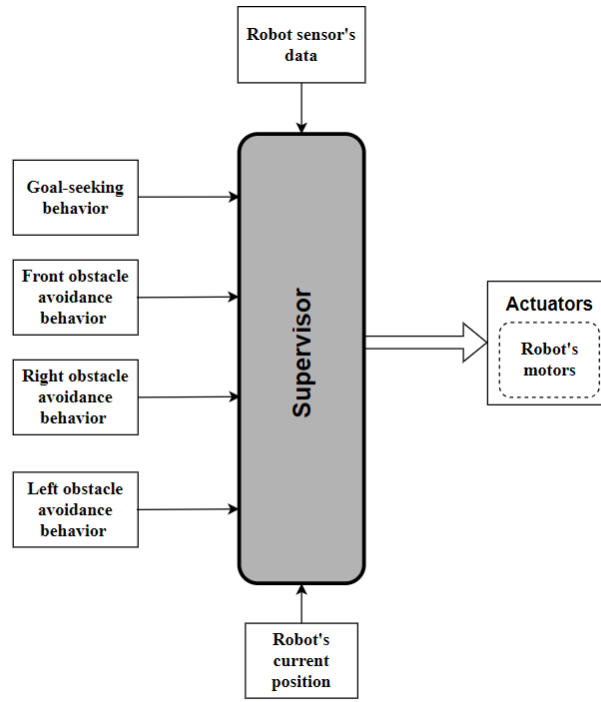 Robot sensor's
data
Goal-seeking
behavior
Front obstacle
avoidance
behavior
Right obstacle
avoidance
behavior
Left obstacle
avoidance
behavior
Supervisor
Actuators
Robot's
motors
Robot's
current
position